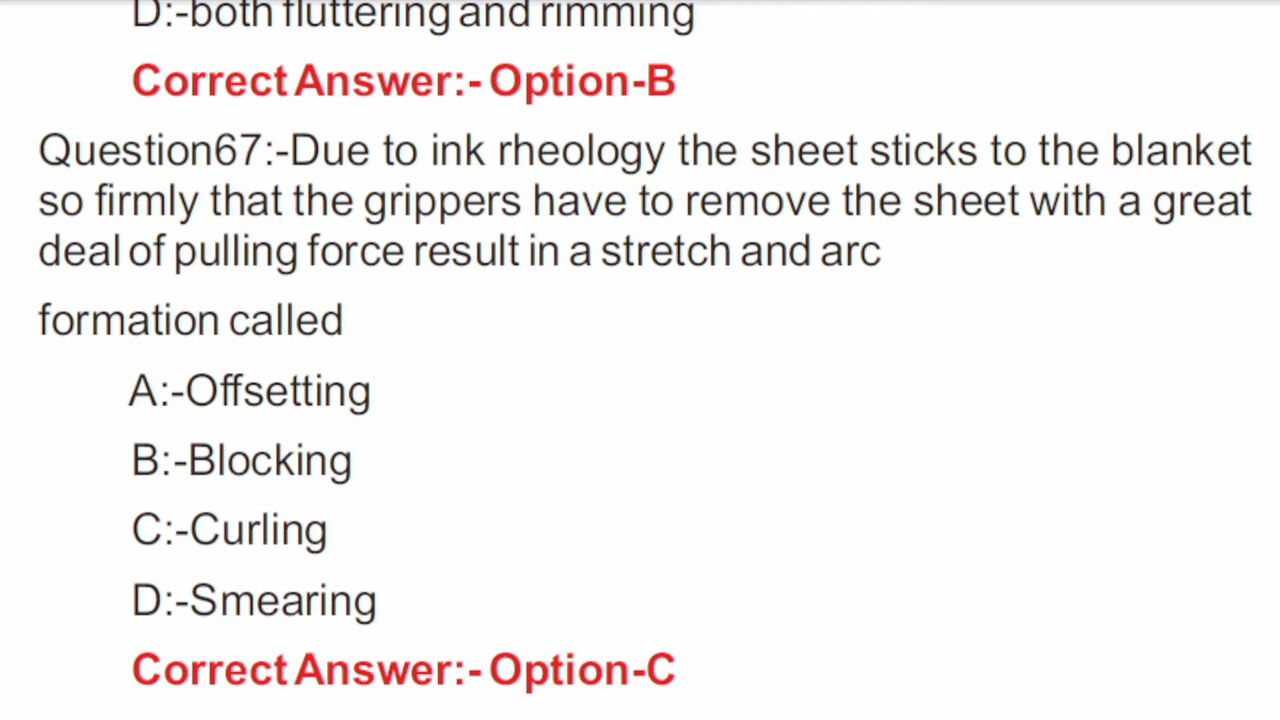 D:-both fluttering and rimming
Correct Answer:- Option-B
Question67:-Due to ink rheology the sheet sticks to the blanket
so firmly that the grippers have to remove the sheet with a great
deal of pulling force result in a stretch and arc
formation called
A:-Offsetting
B:-Blocking
C:-Curling
D:-Smearing
Correct Answer:- Option-C